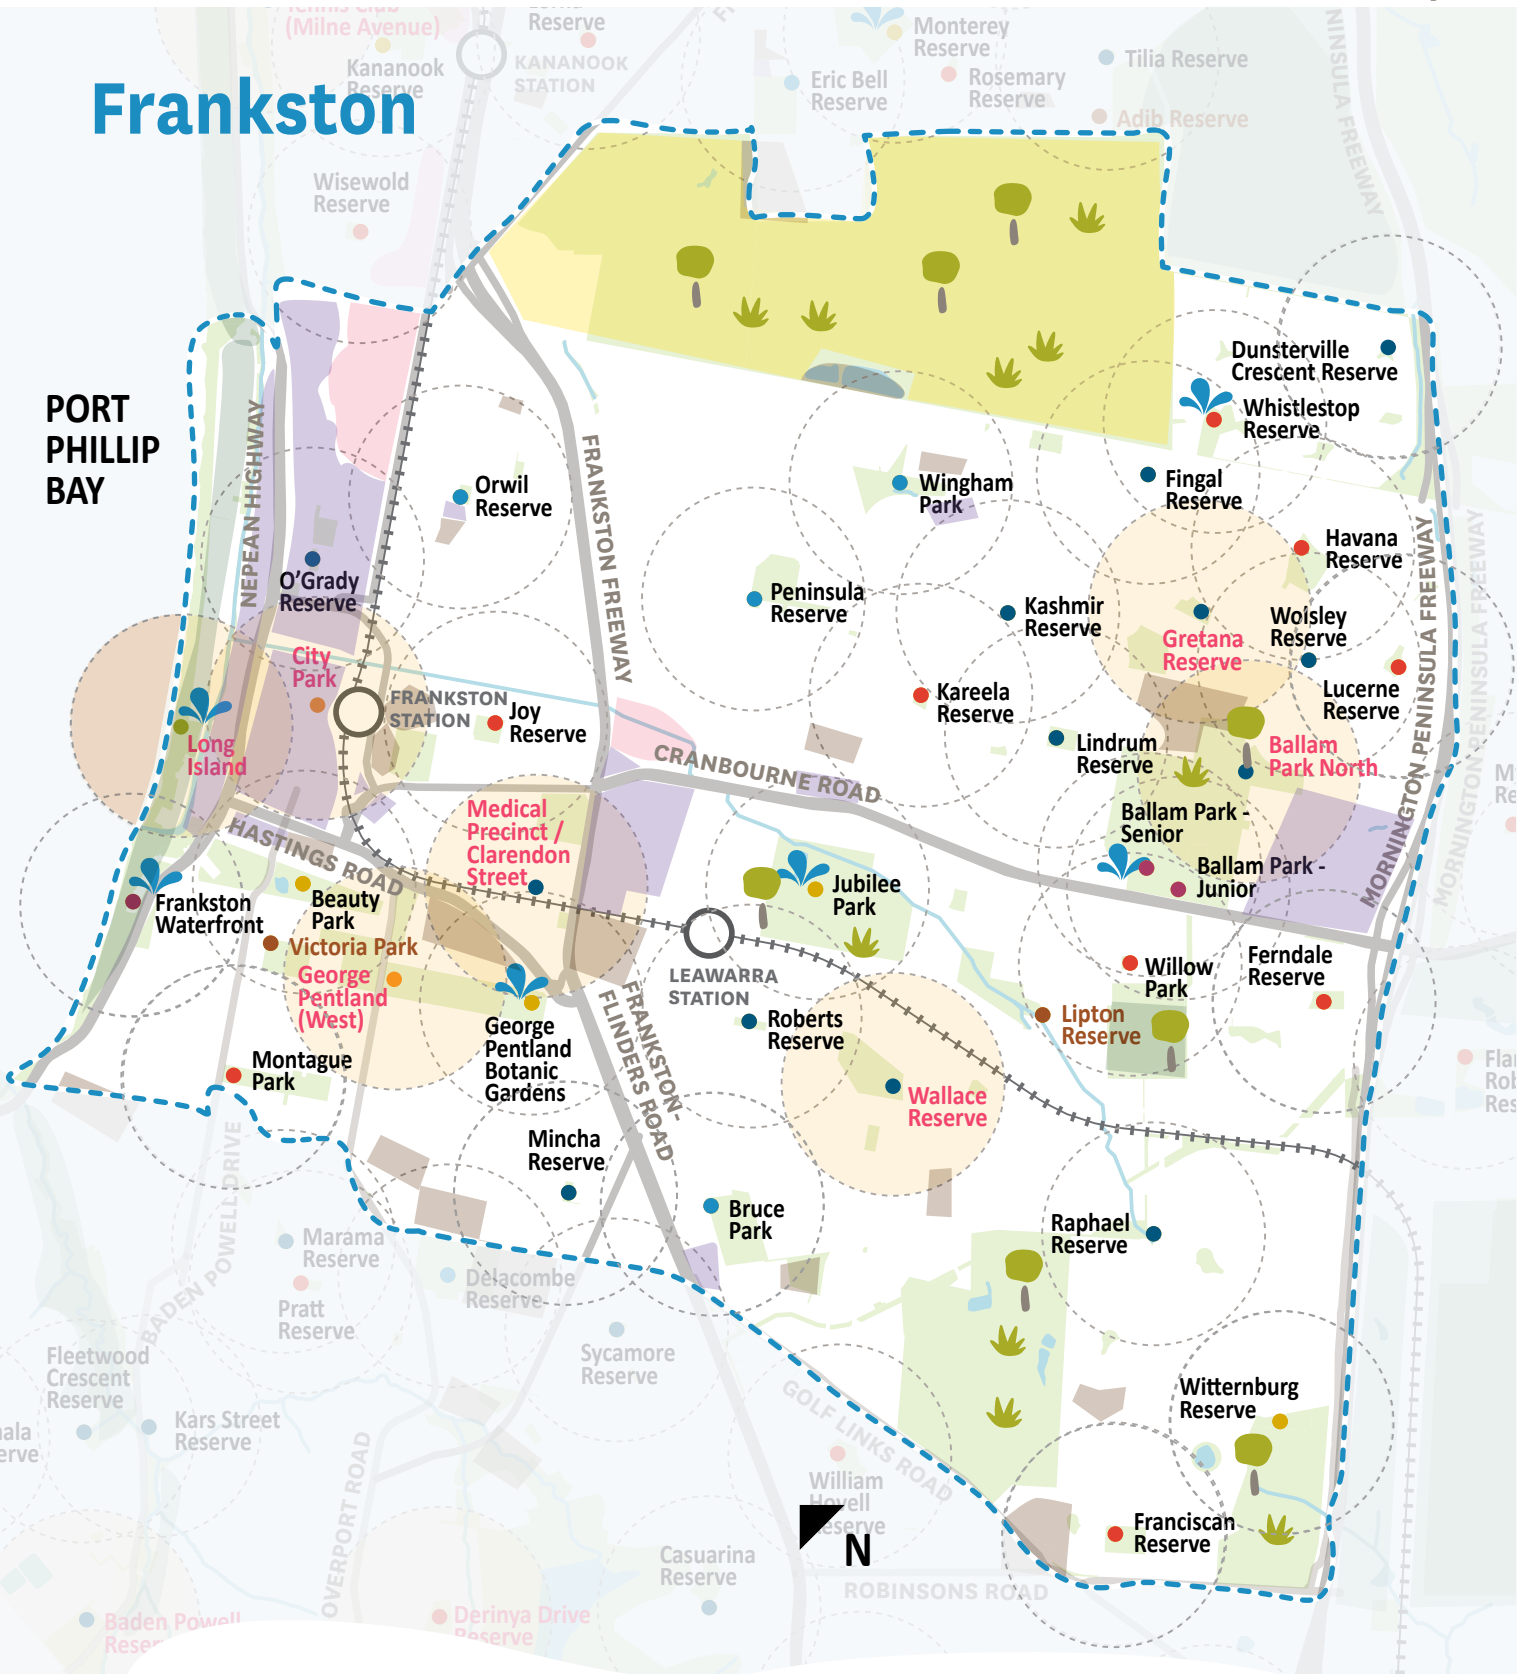 Tennis Club
(Milne Avenue)
Reserve
Kananook
Reserve
KANANOOK
STATION
Monterey
Reserve
Eric Bell
Reserve
Rosemary
Reserve
Tilia Reserve
Adib Reserve
Frankston
Wisewold
Reserve
PORT
PHILLIP
BAY
NEPEAN HIGHWAY
FRANKSTON FREEWAY
Dunsterville
Crescent Reserve
Whistlestop
Reserve
Orwil
Reserve
Wingham
Park
Fingal
Reserve
Havana
Reserve
O'Grady
Reserve
Peninsula
Reserve
Kashmir
Reserve
Wolsley
Reserve
Gretana
Reserve
City
Park
FRANKSTON
STATION
Joy
Reserve
Kareela
Reserve
Lucerne
Reserve
Long
Island
Lindrum
Reserve
Ballam
Park North
MORNINGTON PENINSULA FREEWAY
MORNINGTON PENINSULA FREEWAY
CRANBOURNE ROAD
HASTINGS ROAD
Medical
Precinct /
Clarendon
Street
Ballam Park -
Senior
Ballam Park -
Junior
Jubilee
Park
Frankston
Waterfront
Beauty
Park
Victoria Park
George
Pentland
(West)
LEAWARRA
STATION
Willow
Park
Ferndale
Reserve
George
Pentland
Botanic
Gardens
FRANKSTON-
FLINDERS ROAD
Roberts
Reserve
Lipton
Reserve
Montague
Park
Wallace
Reserve
Mincha
Reserve
Bruce
Park
Raphael
Reserve
BADEN POWELL DRIVE
Marama
Reserve
Delacombe
Reserve
Pratt
Reserve
Sycamore
Reserve
Fleetwood
Crescent
Reserve
Kars Street
Reserve
GOLF LINKS ROAD
Witternburg
Reserve
William
Hovell
Reserve
N
Franciscan
Reserve
OVERPORT ROAD
Casuarina
Reserve
ROBINSONS ROAD
Baden Powell
Reser
Derinya Drive
Reserve